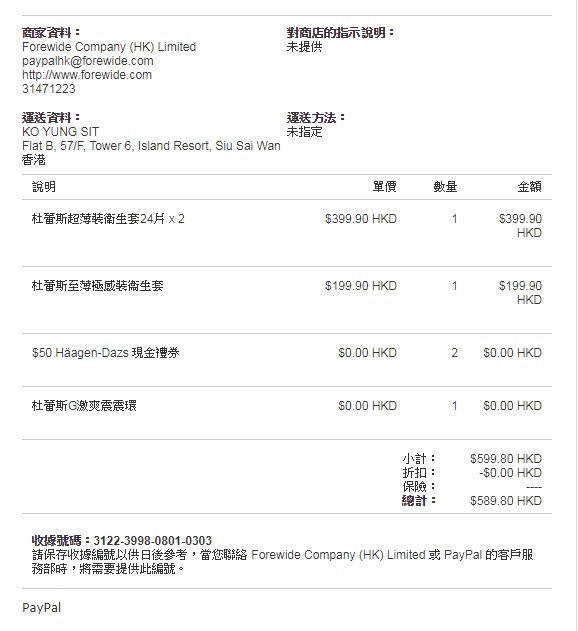 商家資料：
Forewide Company (HK) Limited
paypalhk@forewide.com
http://www.forewide.com
31471223
對商店的指示說明：
未提供
運送資料：
KO YUNG SIT
Flat B, 57/F, Tower 6, Island Resort, Siu Sai Wan
香港
運送方法：
未指定
說明 單價 數量 金額
杜蕾斯超薄裝衛生套24片 x 2 $399.90 HKD 1 $399.90
HKD
杜蕾斯至薄極感裝衛生套 $199.90 HKD 1 $199.90
HKD
$50 Häagen-Dazs 現金禮券 $0.00 HKD 2 $0.00 HKD
杜蕾斯G激爽震震環 $0.00 HKD 1 $0.00 HKD
小計： $599.80 HKD
折扣： -$0.00 HKD
保險： ----
總計： $589.80 HKD
收據號碼：3122-3998-0801-0303
請保存收據編號以供日後參考，當您聯絡 Forewide Company (HK) Limited 或 PayPal 的客戶服
務部時，將需要提供此編號。
PayPal